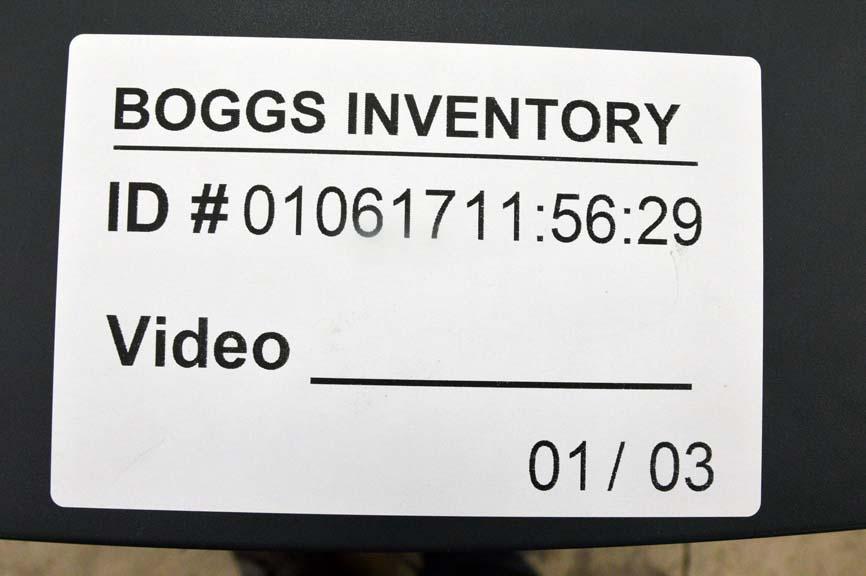 BOGGS INVENTORY
ID # 01061711:56:29
Video
01 / 03